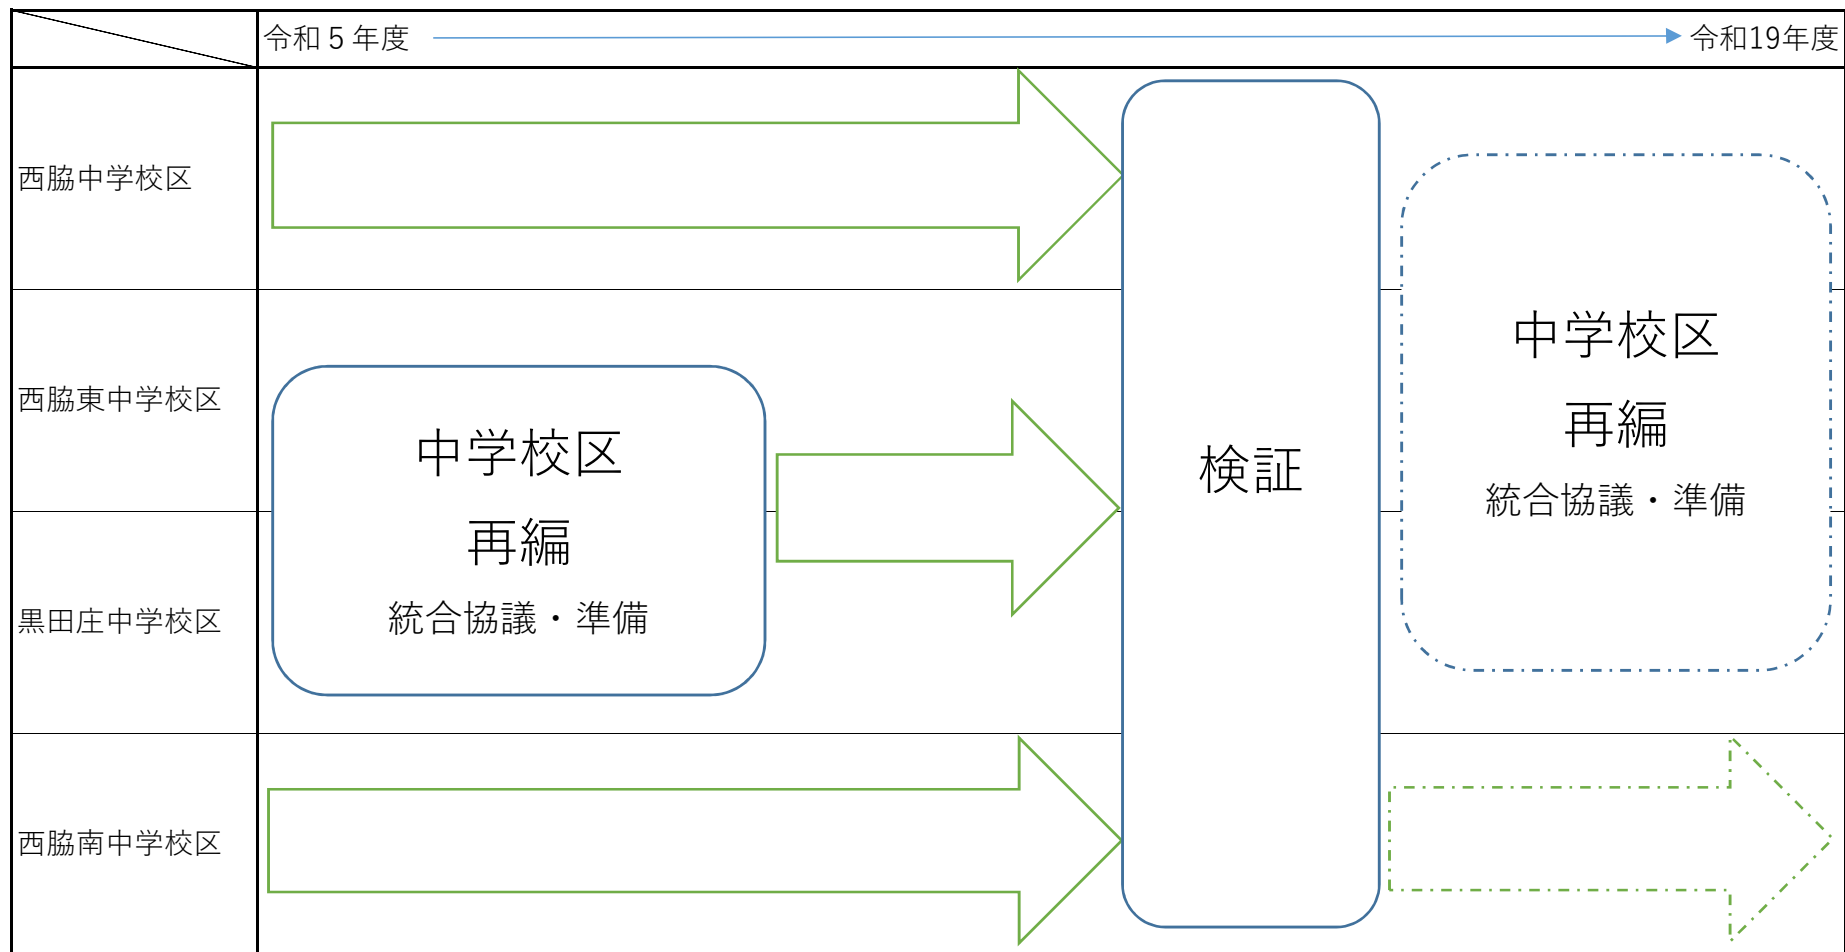 令和５年度
令和19年度
西脇中学校区
西脇東中学校区
黒田庄中学校区
西脇南中学校区
中学校区
再編
統合協議・準備
検証
中学校区
再編
統合協議・準備